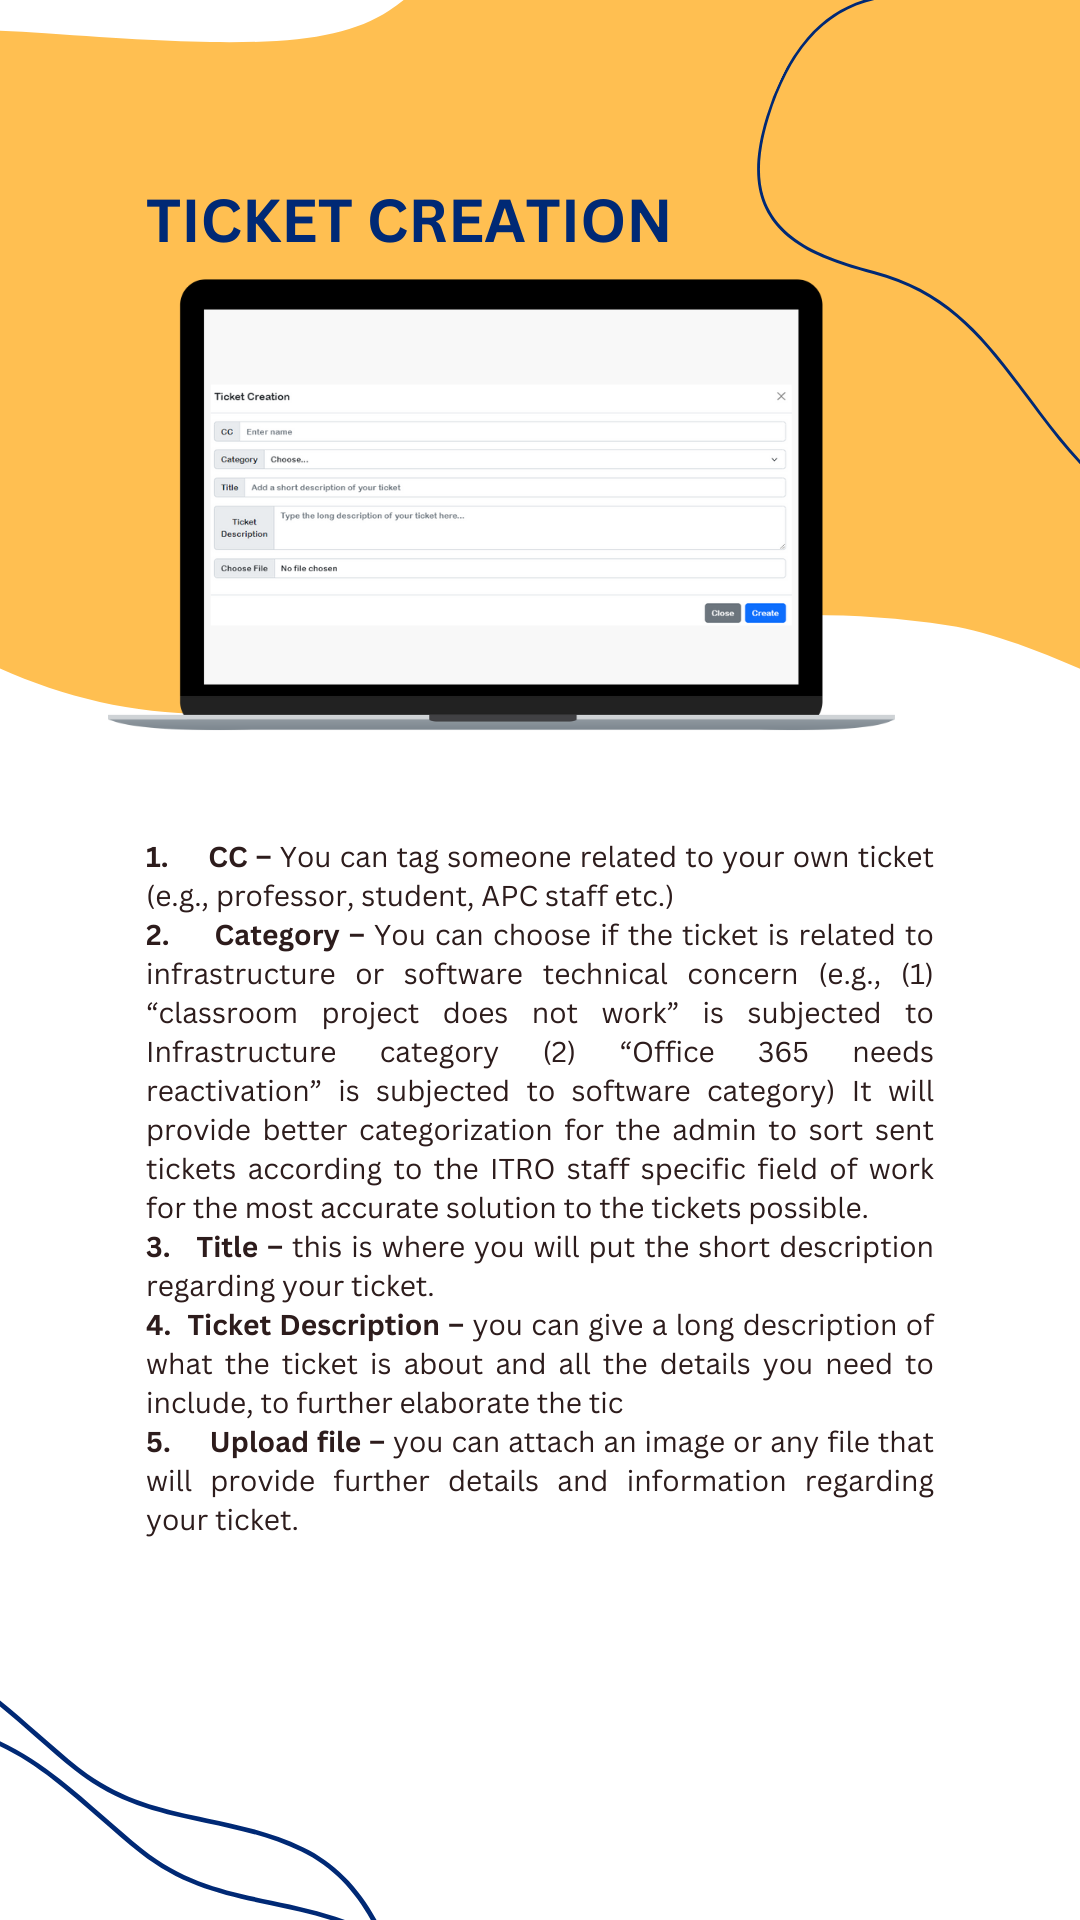 TICKET CREATION
Ticket Creation
CC Enter name
Category Choose...
Title Add a short description of your ticket
Ticket
Description
Type the long description of your ticket here...
Choose File No file chosen
Close Create
1. CC – You can tag someone related to your own ticket
(e.g., professor, student, APC staff etc.)
2. Category – You can choose if the ticket is related to
infrastructure or software technical concern (e.g., (1)
“classroom project does not work” is subjected to
Infrastructure category (2) “Office 365 needs
reactivation” is subjected to software category) It will
provide better categorization for the admin to sort sent
tickets according to the ITRO staff specific field of work
for the most accurate solution to the tickets possible.
3. Title – this is where you will put the short description
regarding your ticket.
4. Ticket Description – you can give a long description of
what the ticket is about and all the details you need to
include, to further elaborate the tic
5. Upload file – you can attach an image or any file that
will provide further details and information regarding
your ticket.